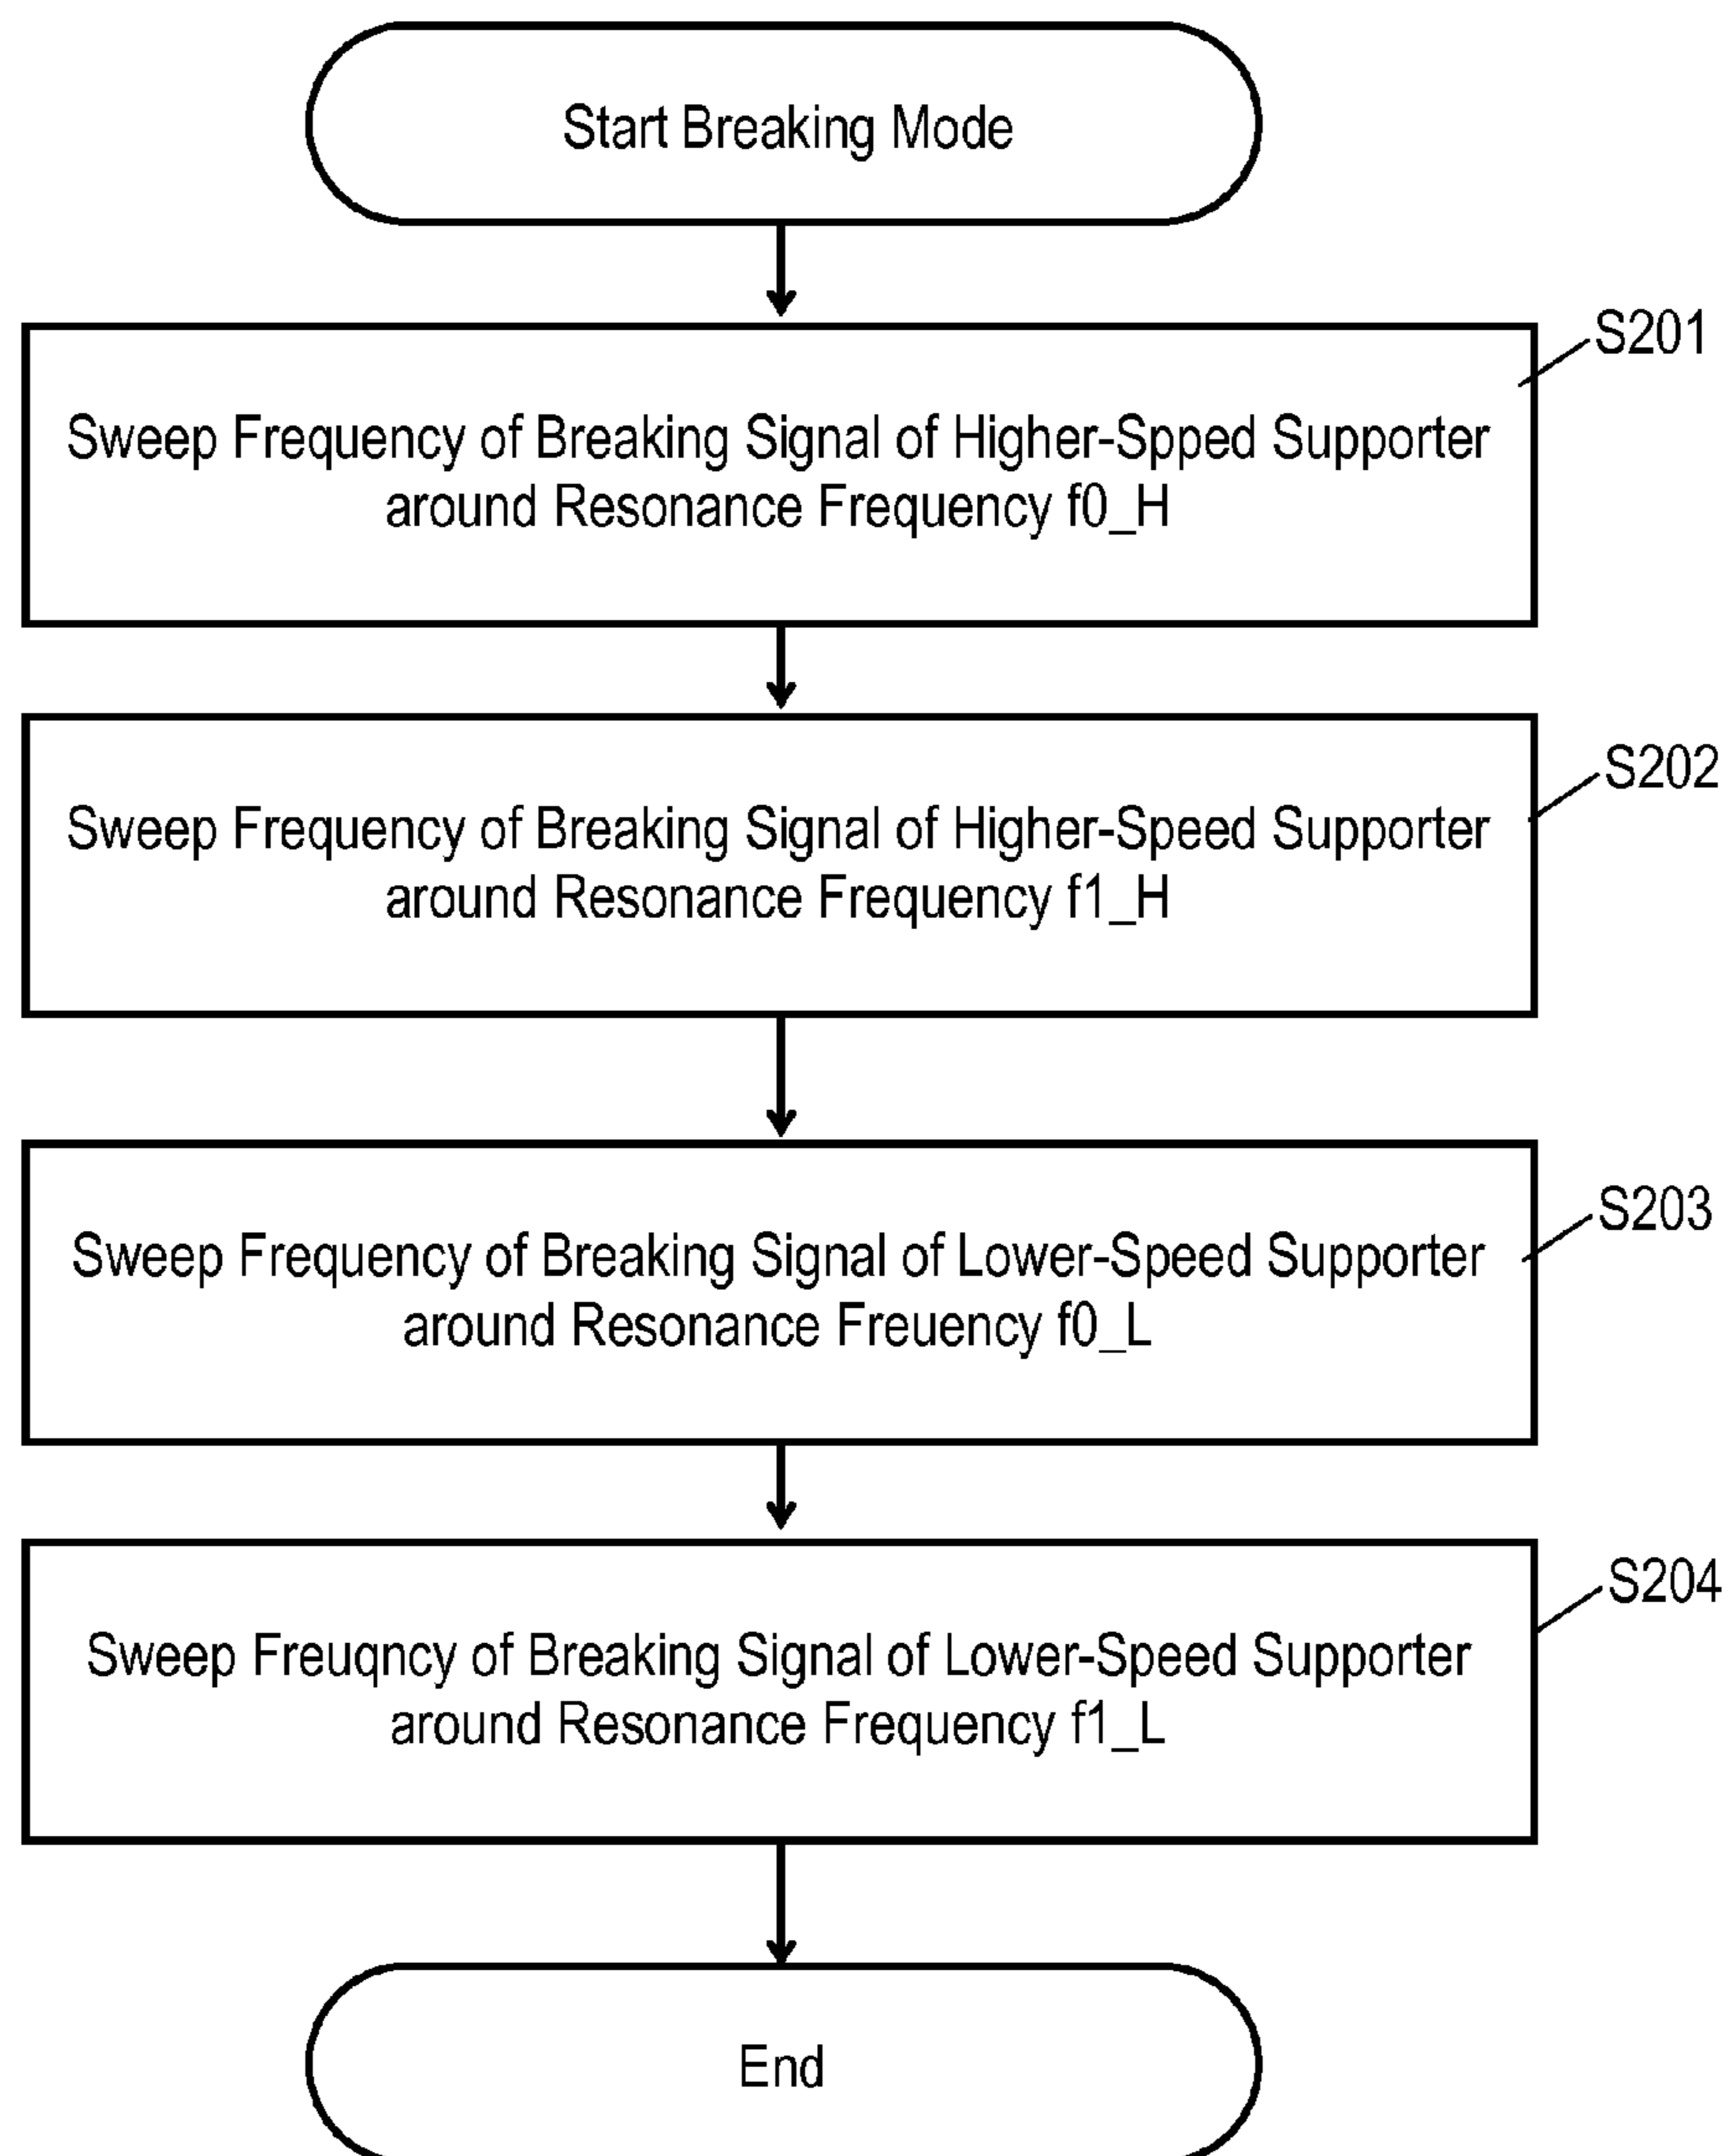 Start Breaking Mode
S201
Sweep Frequency of Breaking Signal of Higher-Spped Supporter
around Resonance Frequency f0_H
S202
Sweep Frequency of Breaking Signal of Higher-Speed Supporter
around Resonance Frequency f1_H
S203
Sweep Frequency of Breaking Signal of Lower-Speed Supporter
around Resonance Freuency f0_L
S204
Sweep Freuqncy of Breaking Signal of Lower-Speed Supporter
around Resonance Frequency f1_L
End